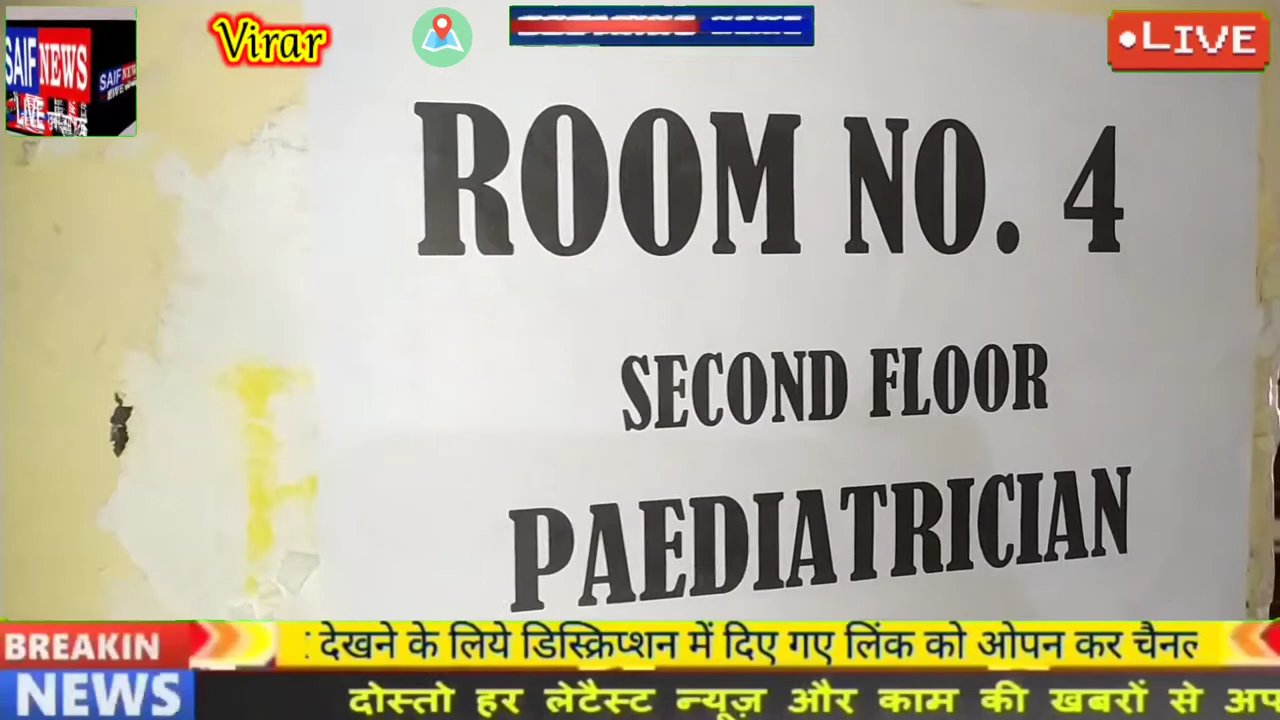 SAIF NEWS
Virar
LIVE
ROOM NO. 4
SECOND FLOOR
PAEDIATRICIAN
BREAKIN
NEWS
: देखने के लिये डिस्क्रिप्शन में दिए गए लिंक को ओपन कर चैनल
दोस्तो हर लेटैस्ट न्यूज़ और काम की खबरों से अप